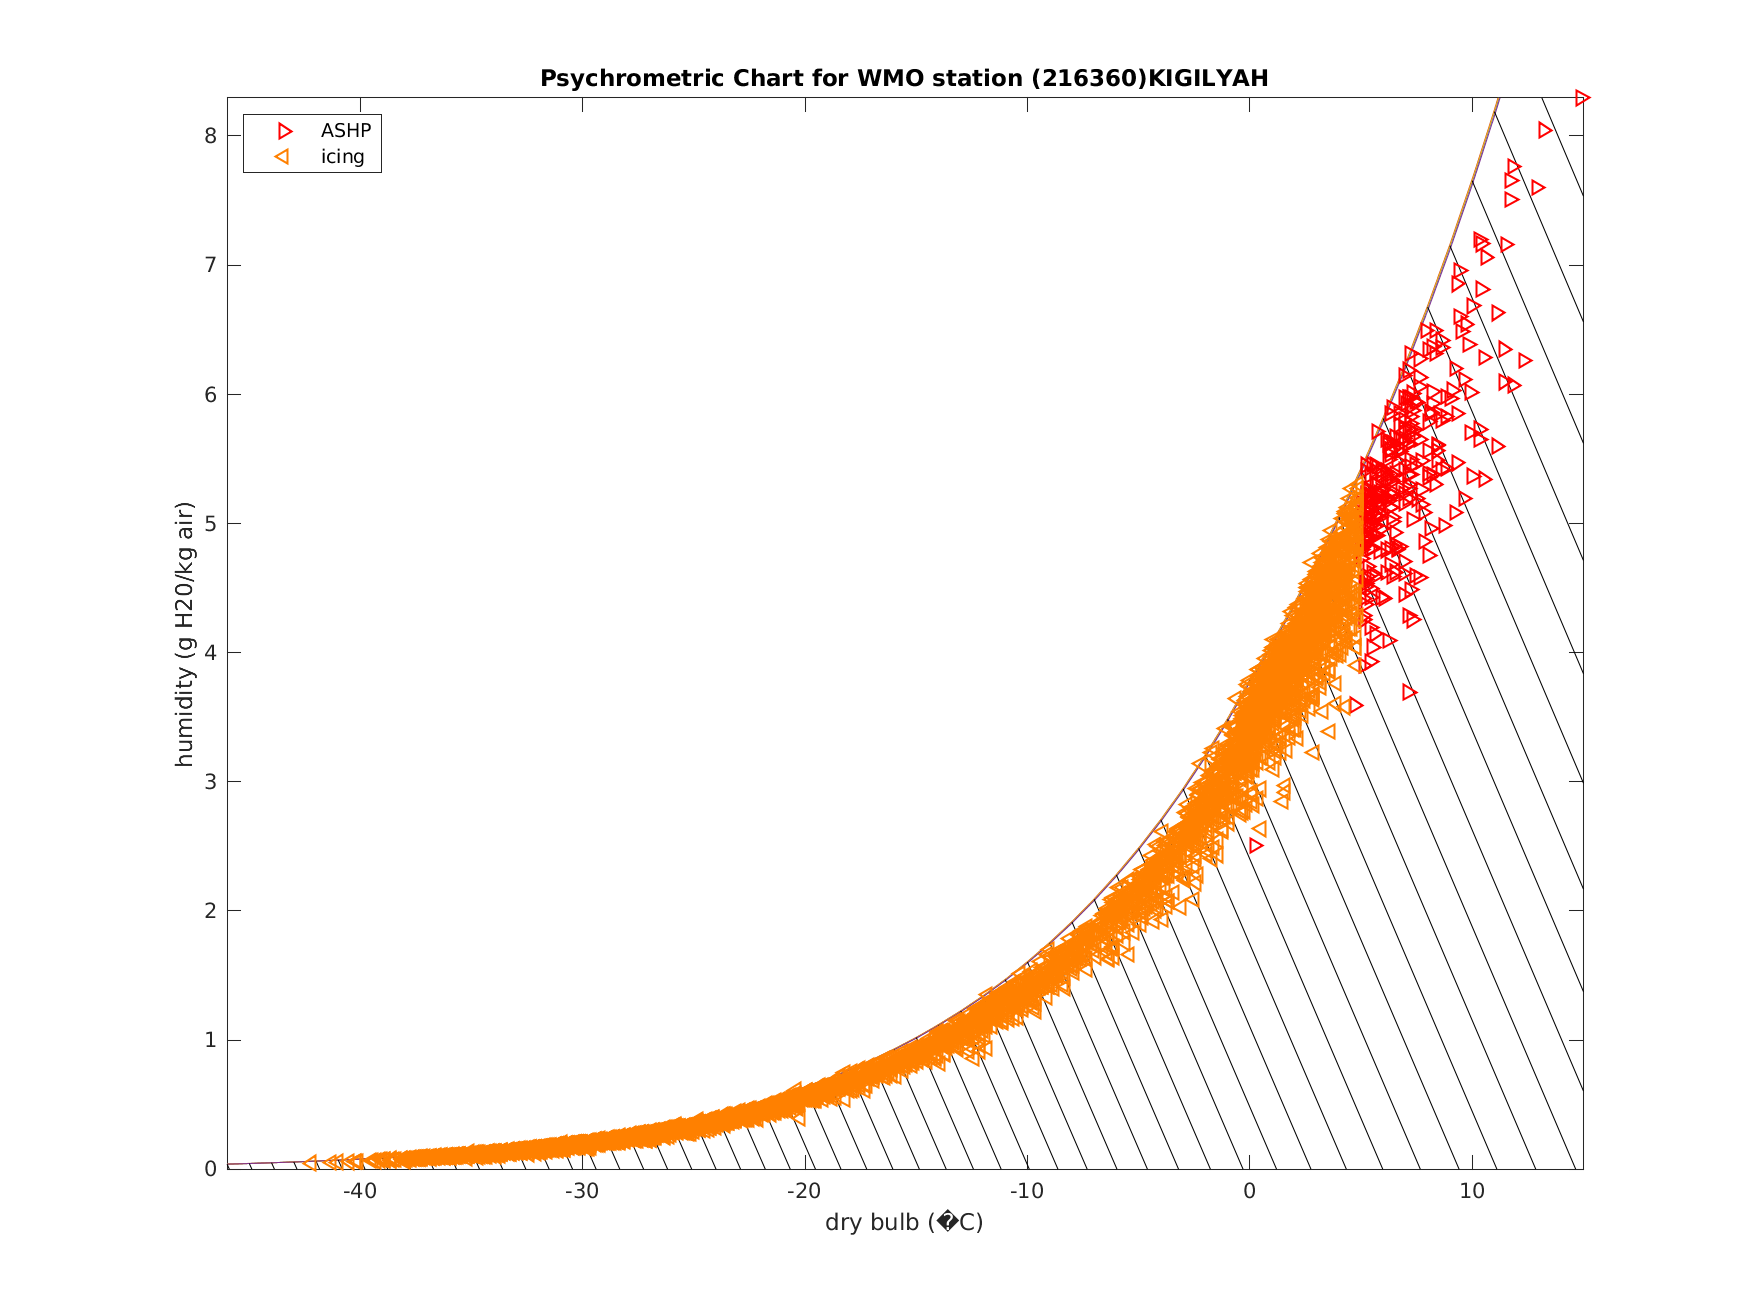 Psychrometric Chart for WMO station (216360)KIGILYAH
ASHP
icing
8
7
6
5
4
3
2
1
0
humidity (g H20/kg air)
-40 -30 -20 -10 0 10
dry bulb (�C)